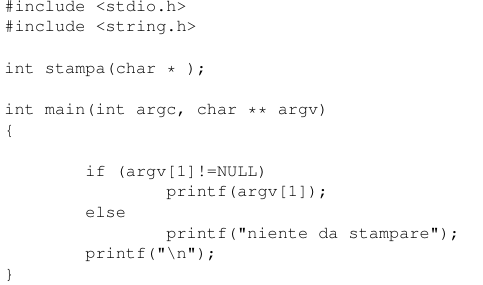 #include <stdio.h>
#include <string.h>

int stampa(char * );

int main(int argc, char ** argv)
{

        if (argv[1]!=NULL)
                printf(argv[1]);
        else
                printf("niente da stampare");
        printf("\n");
}